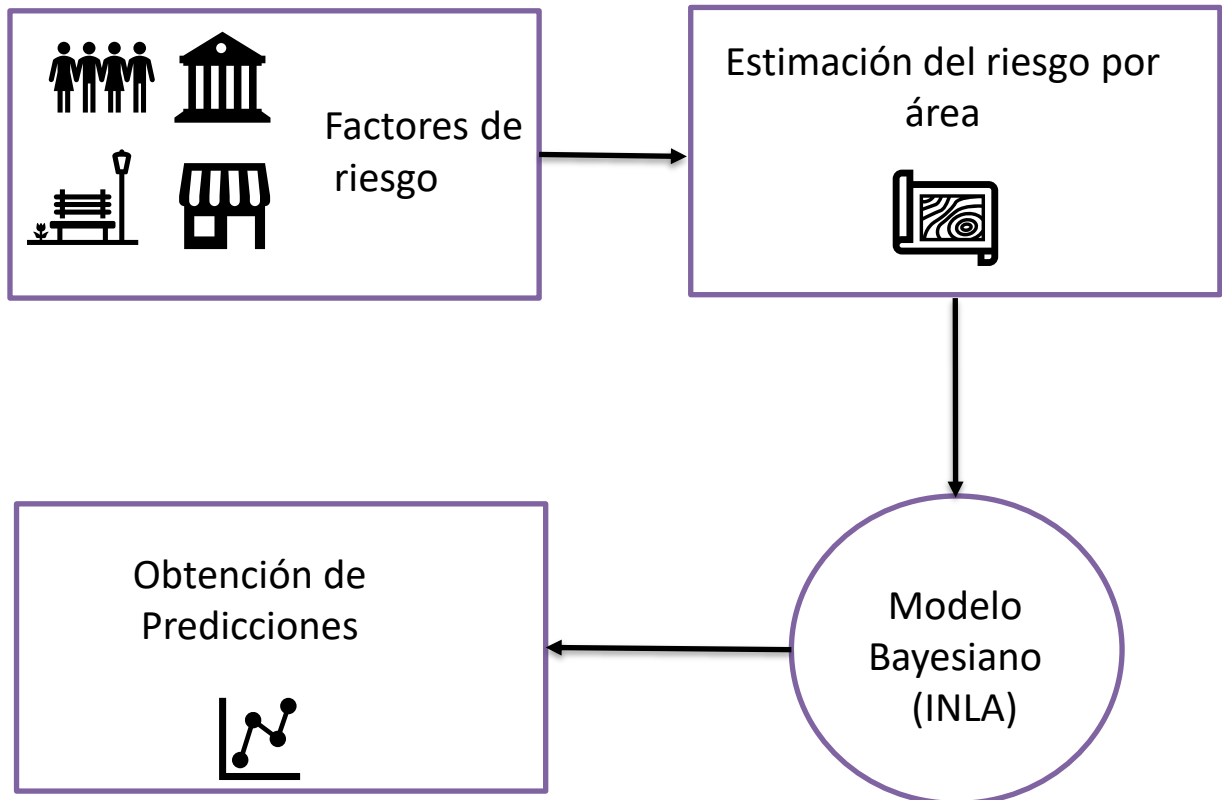 Factores de
riesgo
Estimación del riesgo por
área
Modelo
Bayesiano
(INLA)
Obtención de
Predicciones